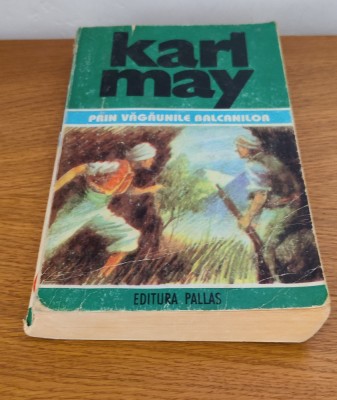 karl
may
PRIN VĂGĂUNILE BALCANILOR
EDITURA PALLAS